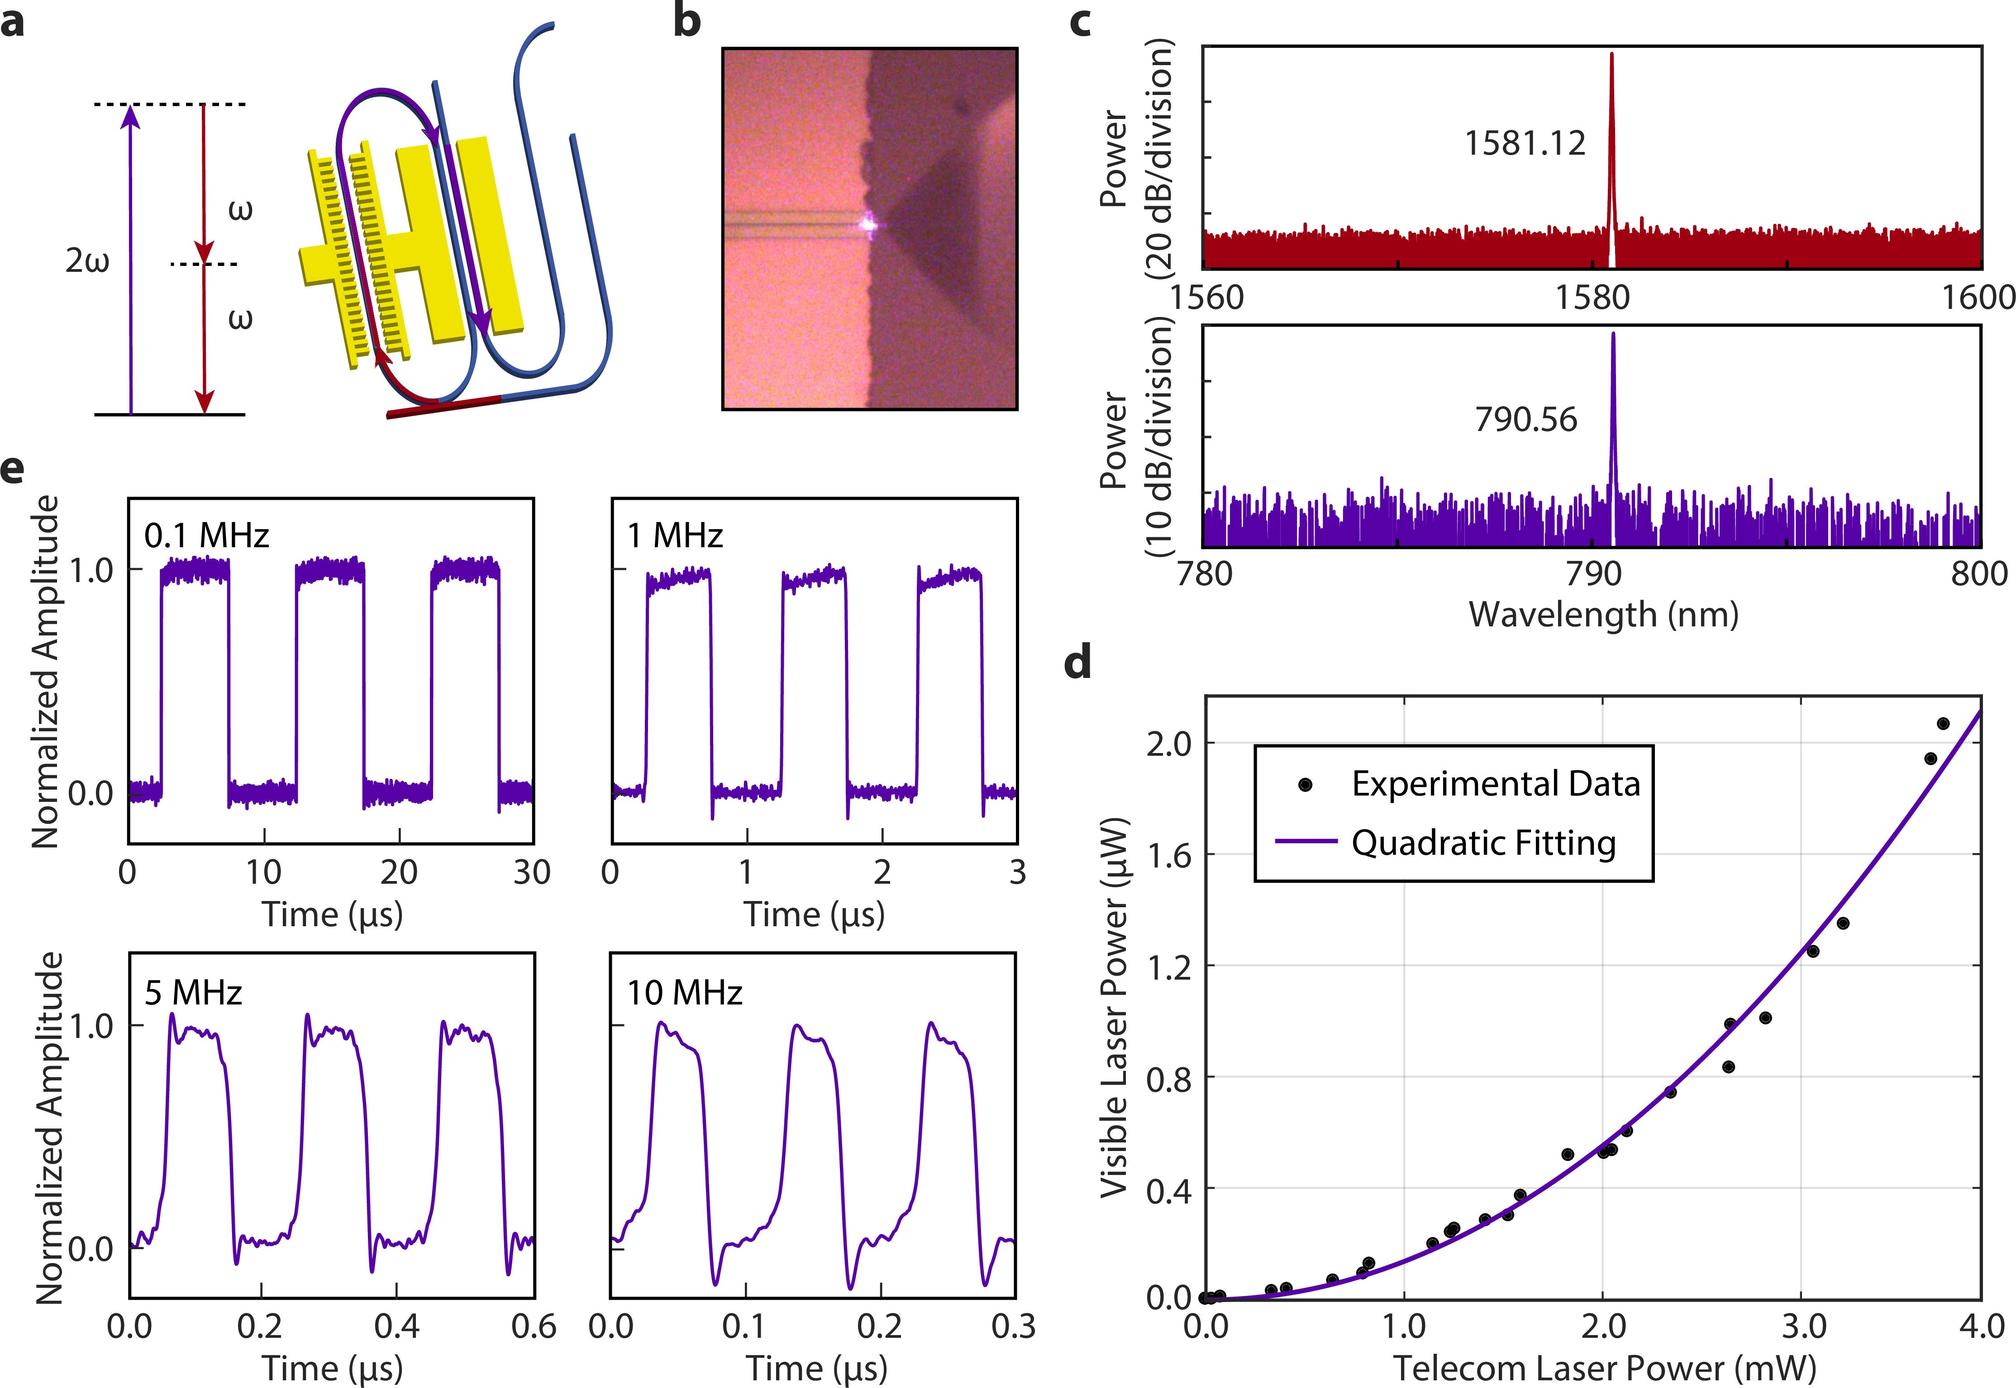 a
2ω
ω
ω
b
c
Power
(20 dB/division)
1581.12
1560
1580
1600
Power
(10 dB/division)
790.56
780
790
800
Wavelength (nm)
d
Visible Laser Power (µW)
2.0
1.6
1.2
0.8
0.4
0.0
Experimental Data
Quadratic Fitting
0.0
1.0
2.0
3.0
4.0
Telecom Laser Power (mW)
e
Normalized Amplitude
0.1 MHz
1.0
0.0
0
10
20
30
Time (µs)
1 MHz
0
1
2
3
Time (µs)
Normalized Amplitude
5 MHz
1.0
0.0
0.0
0.2
0.4
0.6
Time (µs)
10 MHz
0.0
0.1
0.2
0.3
Time (µs)